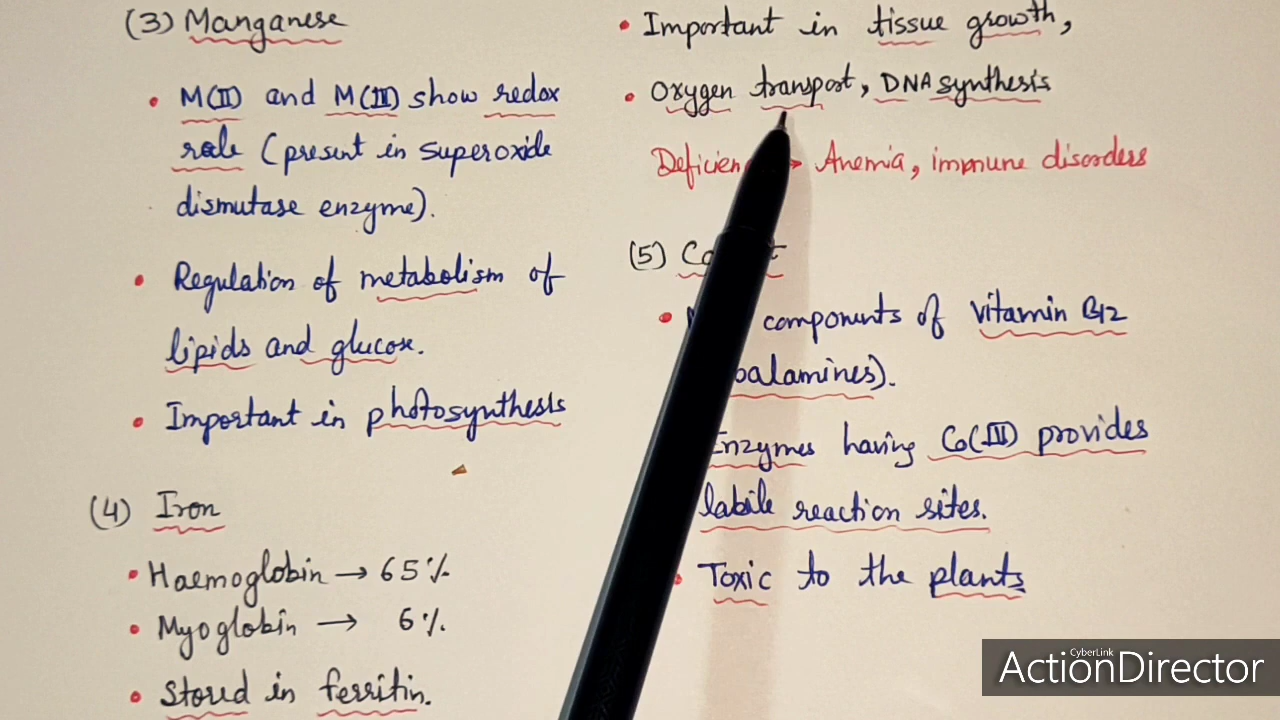 (3) Manganese
• M(II) and M(III) show redox
role (present in superoxide
dismutase enzyme).
• Regulation of metabolism of
lipids and glucose.
• Important in photosynthesis
(4) Iron
• Haemoglobin → 65%
• Myoglobin → 6%
• Stored in ferritin.
• Important in tissue growth,
• Oxygen transport, DNA synthesis
Anemia, immune disorders
(5)
components of vitamin B12
Enzymes having Co(III) provides
labile reaction sites.
• Toxic to the plants
CyberLink
ActionDirector